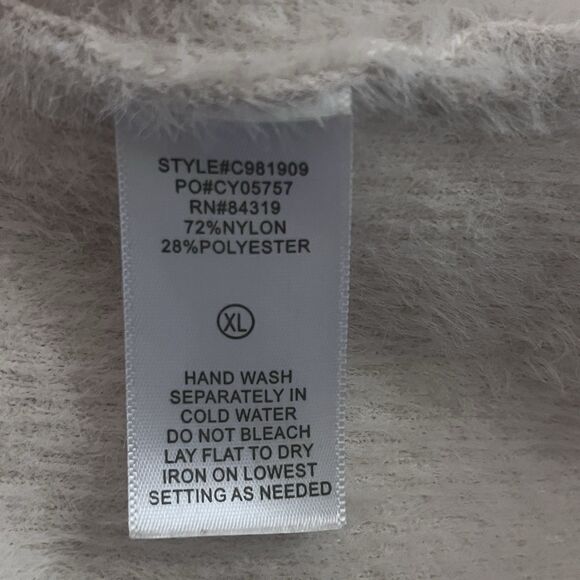 STYLE#C981909
PO#CY05757
RN#84319
72%NYLON
28%POLYESTER
XL
HAND WASH
SEPARATELY IN
COLD WATER
DO NOT BLEACH
LAY FLAT TO DRY
IRON ON LOWEST
SETTING AS NEEDED